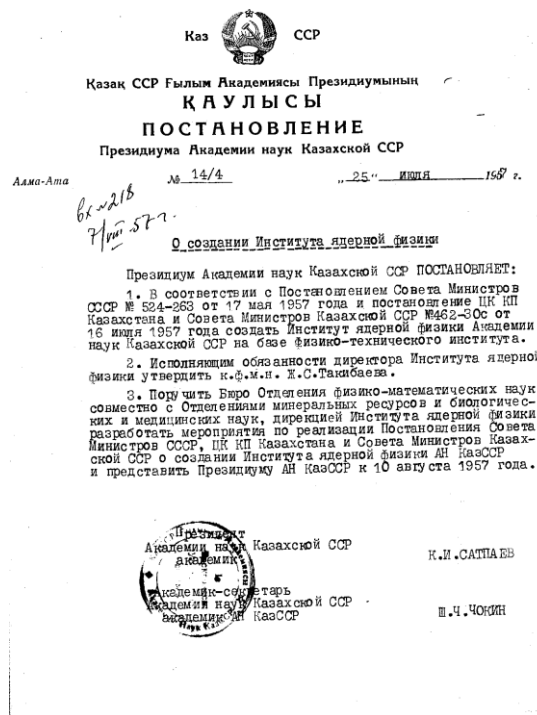 Каз ССР
Қазақ ССР Ғылым Академиясы Президиумының
ҚАУЛЫСЫ
ПОСТАНОВЛЕНИЕ
Президиума Академии наук Казахской ССР
Алма-Ата № 14/4 „25" июля 1957 г.
вх №218
7/VIII 57 г.
О создании Института ядерной физики
Президиум Академии наук Казахской ССР ПОСТАНОВЛЯЕТ:
1. В соответствии с Постановлением Совета Министров
СССР № 524-263 от 17 мая 1957 года и постановление ЦК КП
Казахстана и Совета Министров Казахской ССР №462-30с от
16 июля 1957 года создать Институт ядерной физики Академии
наук Казахской ССР на базе физико-технического института.
2. Исполняющим обязанности директора Института ядерной
физики утвердить к.ф.м.н. Ж.С.Такибаева.
3. Поручить Бюро Отделения физико-математических наук
совместно с Отделениями минеральных ресурсов и биологичес-
ких и медицинских наук, дирекцией Института ядерной физики
разработать мероприятия по реализации Постановления Совета
Министров СССР, ЦК КП Казахстана и Совета Министров Казах-
ской ССР о создании Института ядерной физики АН КазССР
и представить Президиуму АН КазССР к 10 августа 1957 года.
Президент
Академии наук Казахской ССР
академик К.И.САТПАЕВ
Академик-секретарь
Академии наук Казахской ССР
академик АН КазССР Ш.Ч.ЧОКИН